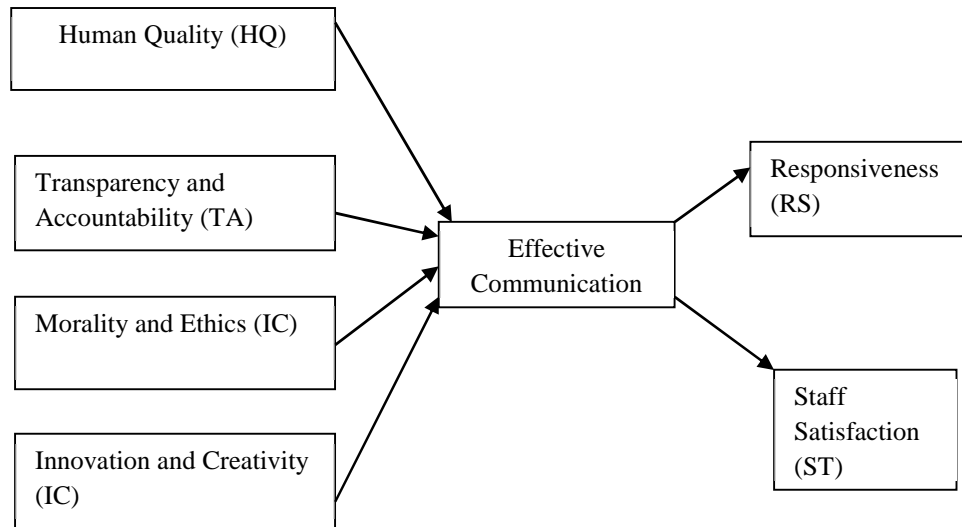 Human Quality (HQ)
Transparency and
Accountability (TA)
Morality and Ethics (IC)
Innovation and Creativity
(IC)
Effective
Communication
Responsiveness
(RS)
Staff
Satisfaction
(ST)